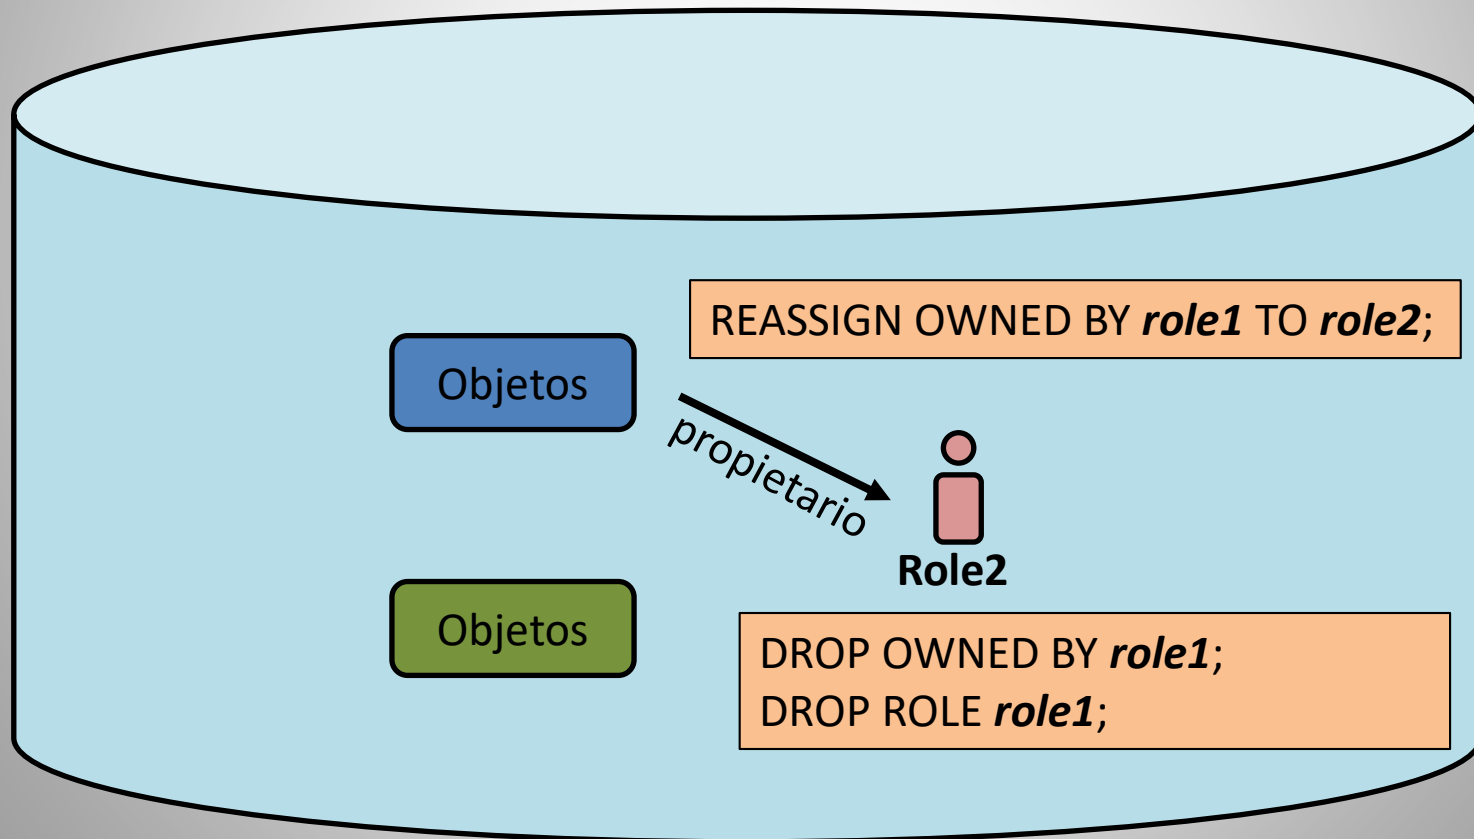 REASSIGN OWNED BY role1 TO role2;
Objetos
propietario
Role2
Objetos
DROP OWNED BY role1;
DROP ROLE role1;